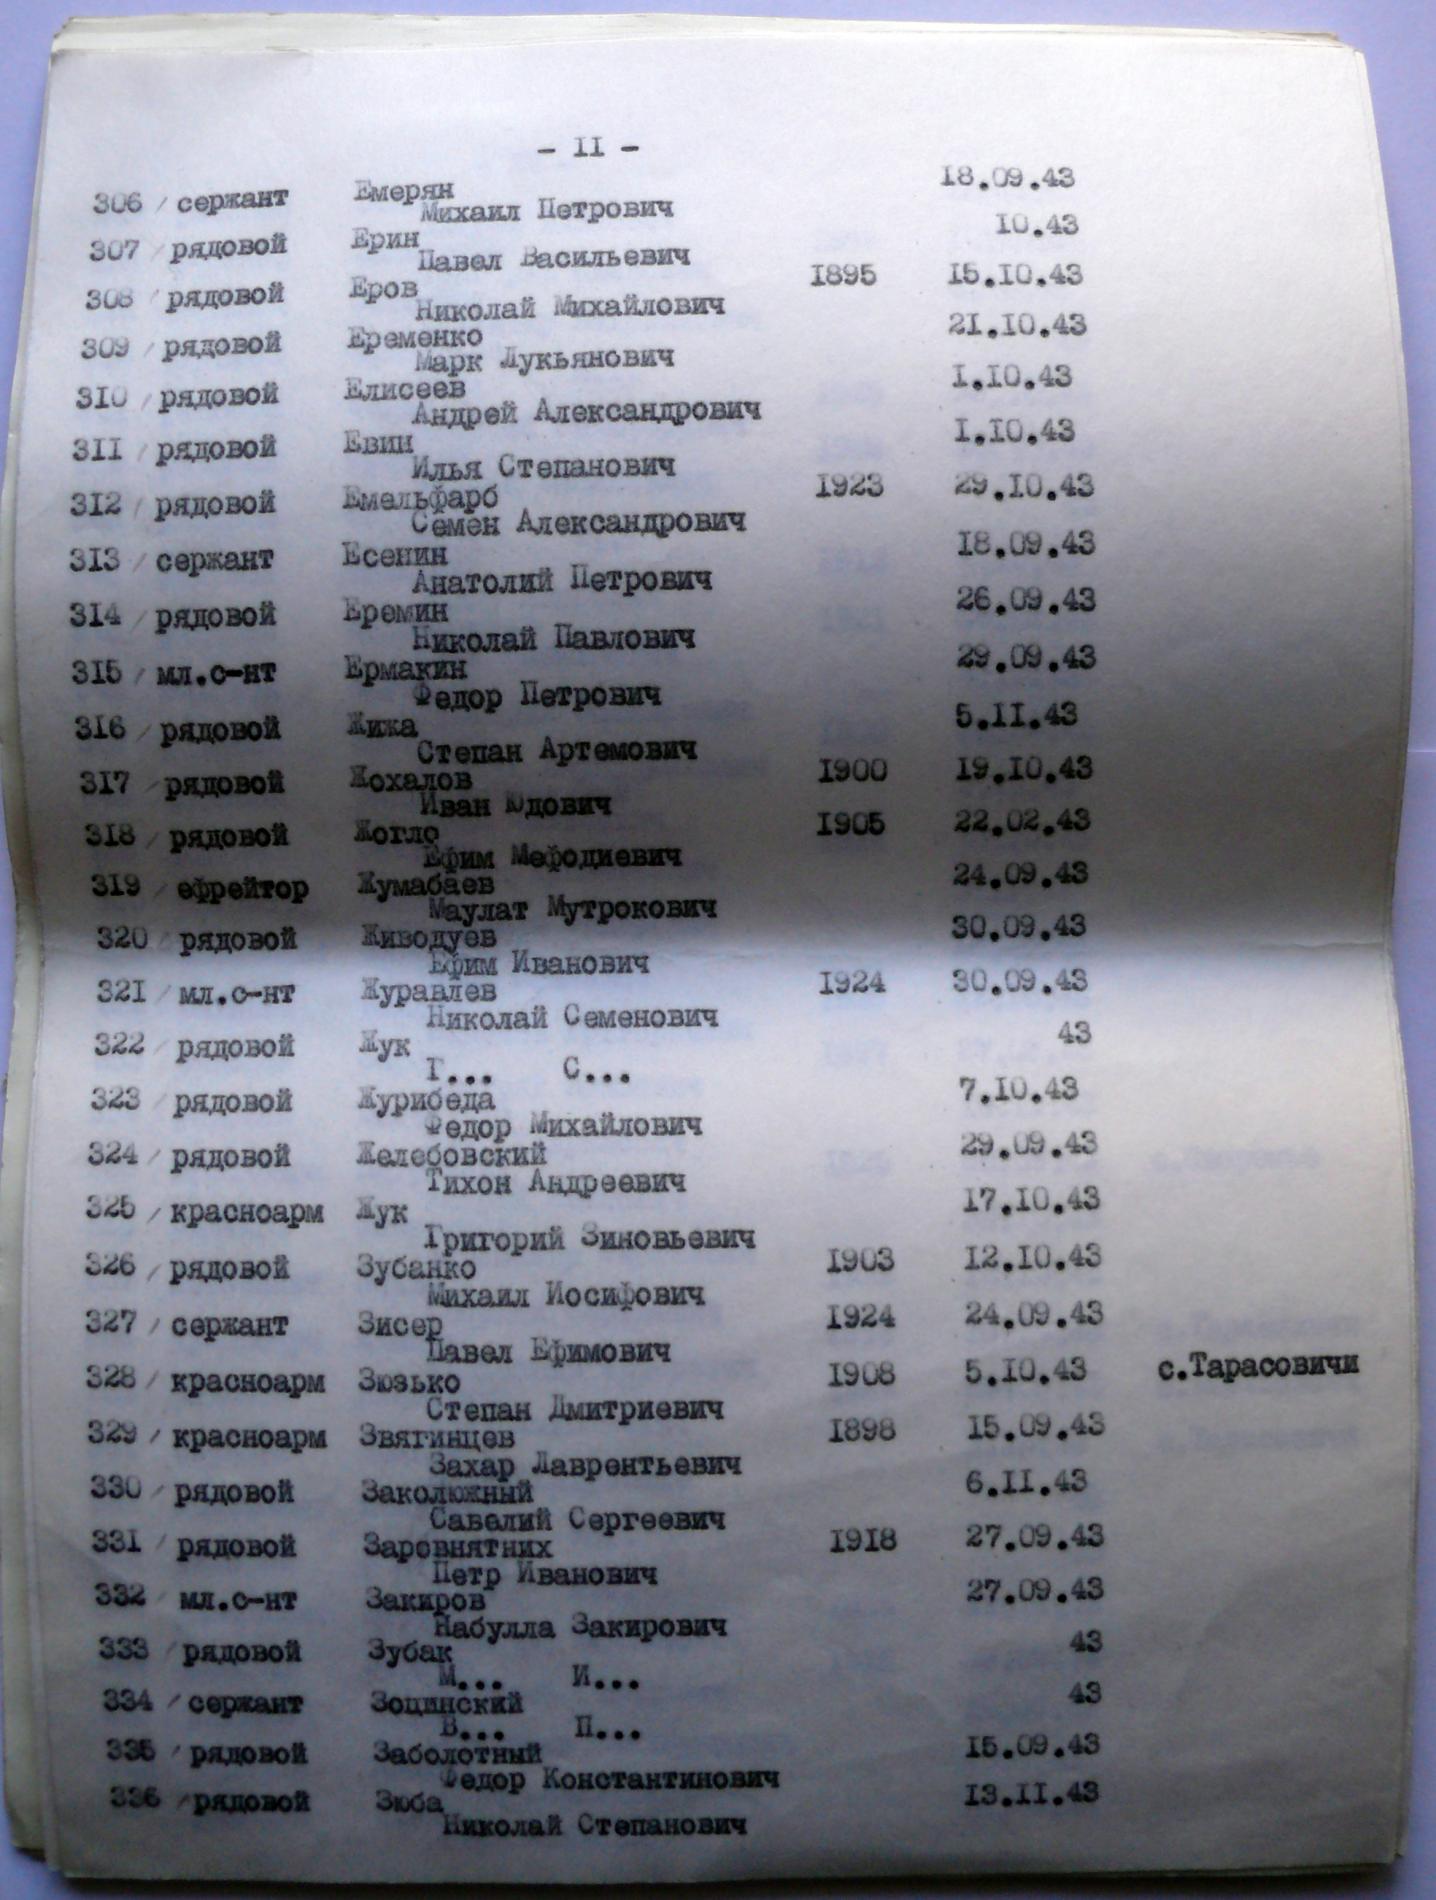 - II -
306 / сержант Емерян 18.09.43
Михаил Петрович
307 / рядовой Ерин 10.43
Павел Васильевич
308 / рядовой Еров 1895 15.10.43
Николай Михайлович
309 / рядовой Еременко 21.10.43
Марк Лукьянович
310 / рядовой Елисеев 1.10.43
Андрей Александрович
311 / рядовой Евин 1.10.43
Илья Степанович
312 / рядовой Емельфарб 1923 29.10.43
Семен Александрович
313 / сержант Есенин 18.09.43
Анатолий Петрович
314 / рядовой Еремин 26.09.43
Николай Павлович
315 / мл.с-нт Ермакин 29.09.43
Федор Петрович
316 / рядовой Жижа 5.11.43
Степан Артемович
317 / рядовой Жохалов 1900 19.10.43
Иван Юдович
318 / рядовой Жогло 1905 22.02.43
Ефим Мефодиевич
319 / ефрейтор Жумабаев 24.09.43
Маулат Мутрокович
320 / рядовой Живодуев 30.09.43
Ефим Иванович
321 / мл.с-нт Журавлев 1924 30.09.43
Николай Семенович
322 / рядовой Жук 43
Г... С...
323 / рядовой Журибеда 7.10.43
Федор Михайлович
324 / рядовой Желебовский 29.09.43
Тихон Андреевич
325 / красноарм Жук 17.10.43
Григорий Зиновьевич
326 / рядовой Зубанко 1903 12.10.43
Михаил Иосифович
327 / сержант Зисер 1924 24.09.43
Павел Ефимович
328 / красноарм Зюзько 1908 5.10.43 с.Тарасовичи
Степан Дмитриевич
329 / красноарм Звягинцев 1898 15.09.43
Захар Лаврентьевич
330 / рядовой Заколюжный 6.11.43
Савелий Сергеевич
331 / рядовой Заровнятних 1918 27.09.43
Петр Иванович
332 / мл.с-нт Закиров 27.09.43
Набулла Закирович
333 / рядовой Зубак 43
М... И...
334 / сержант Зоцинский 43
В... П...
335 / рядовой Заболотный 15.09.43
Федор Константинович
336 / рядовой Зюба 13.11.43
Николай Степанович